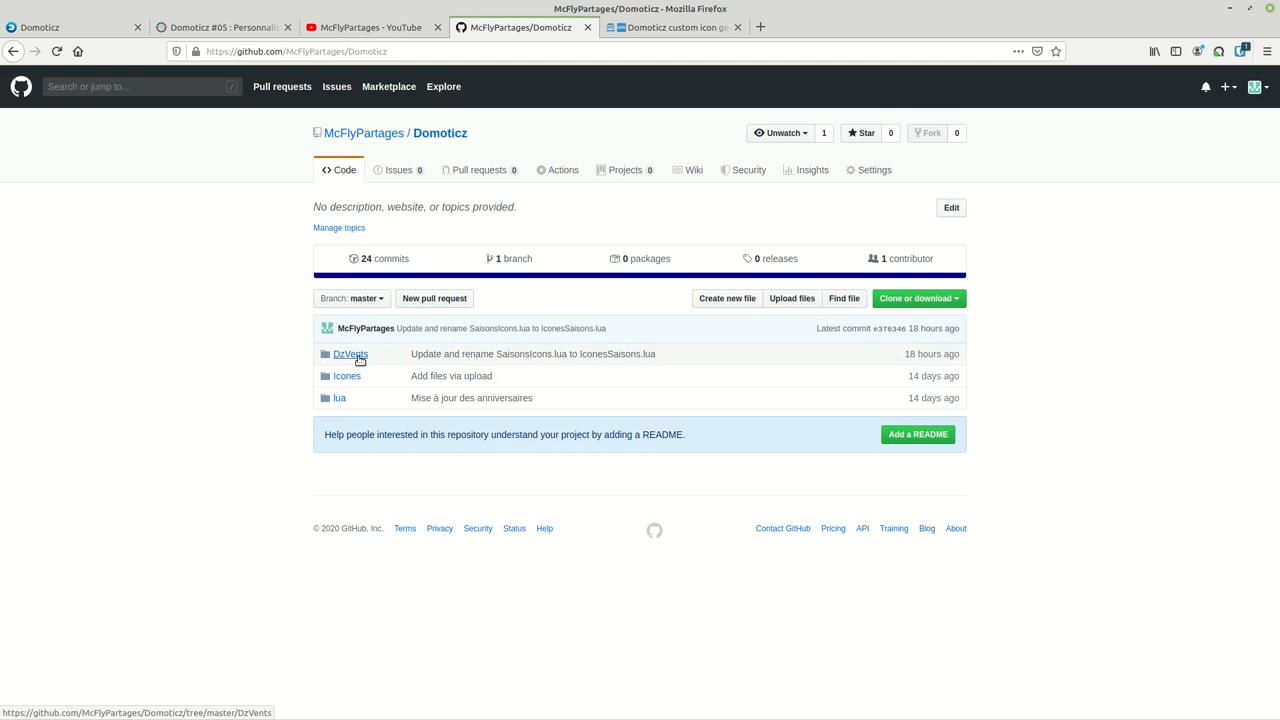 McFlyPartages/Domoticz - Mozilla Firefox
Domoticz
Domoticz #05 : Personnalis
McFlyPartages - YouTube
McFlyPartages/Domoticz
Domoticz custom icon ge
https://github.com/McFlyPartages/Domoticz
1
Search or jump to...
/
Pull requests
Issues
Marketplace
Explore
McFlyPartages / Domoticz
Unwatch 1
Star 0
Fork 0
Code
Issues 0
Pull requests 0
Actions
Projects 0
Wiki
Security
Insights
Settings
No description, website, or topics provided.
Edit
Manage topics
24 commits
1 branch
0 packages
0 releases
1 contributor
Branch: master
New pull request
Create new file
Upload files
Find file
Clone or download
McFlyPartages Update and rename SaisonsIcons.lua to IconesSaisons.lua
Latest commit e376346 18 hours ago
DzVents Update and rename SaisonsIcons.lua to IconesSaisons.lua 18 hours ago
Icones Add files via upload 14 days ago
lua Mise à jour des anniversaires 14 days ago
Help people interested in this repository understand your project by adding a README.
Add a README
© 2020 GitHub, Inc.
Terms
Privacy
Security
Status
Help
Contact GitHub
Pricing
API
Training
Blog
About
https://github.com/McFlyPartages/Domoticz/tree/master/DzVents